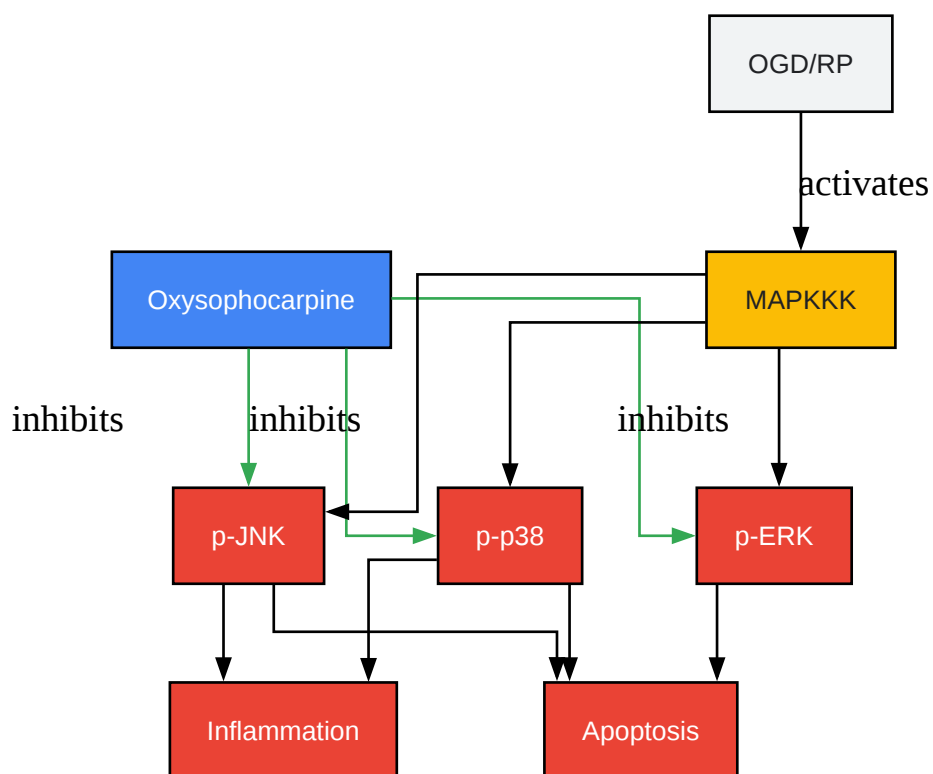 OGD/RP
activates
Oxysophocarpine
MAPKKK
inhibits
inhibits
inhibits
p-JNK
p-p38
p-ERK
Inflammation
Apoptosis